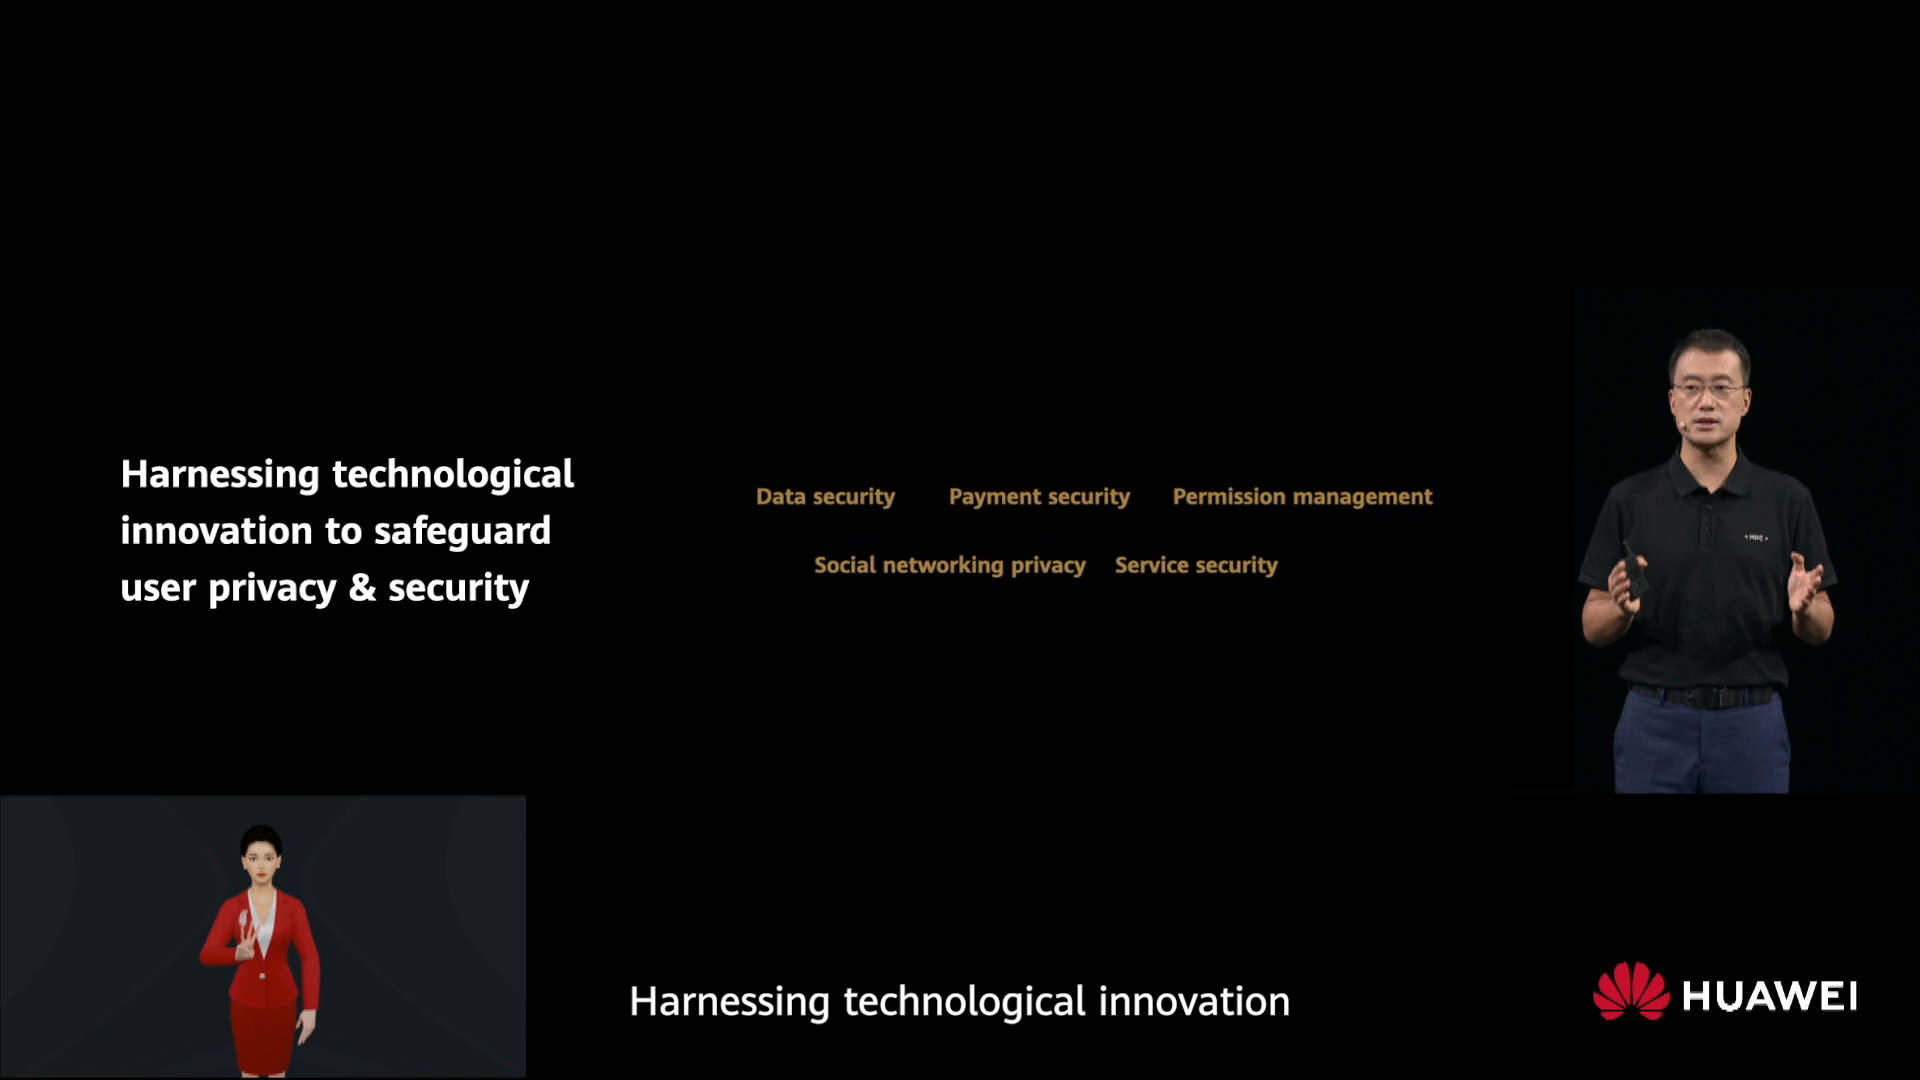 Harnessing technological
innovation to safeguard
user privacy & security
Data security Payment security Permission management
Social networking privacy Service security
Harnessing technological innovation
HUAWEI